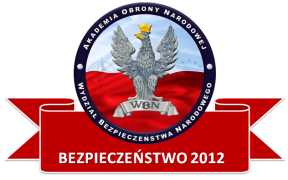 AKADEMIA OBRONY NARODOWEJ
WBN
WYDZIAŁ BEZPIECZEŃSTWA NARODOWEGO
BEZPIECZEŃSTWO 2012